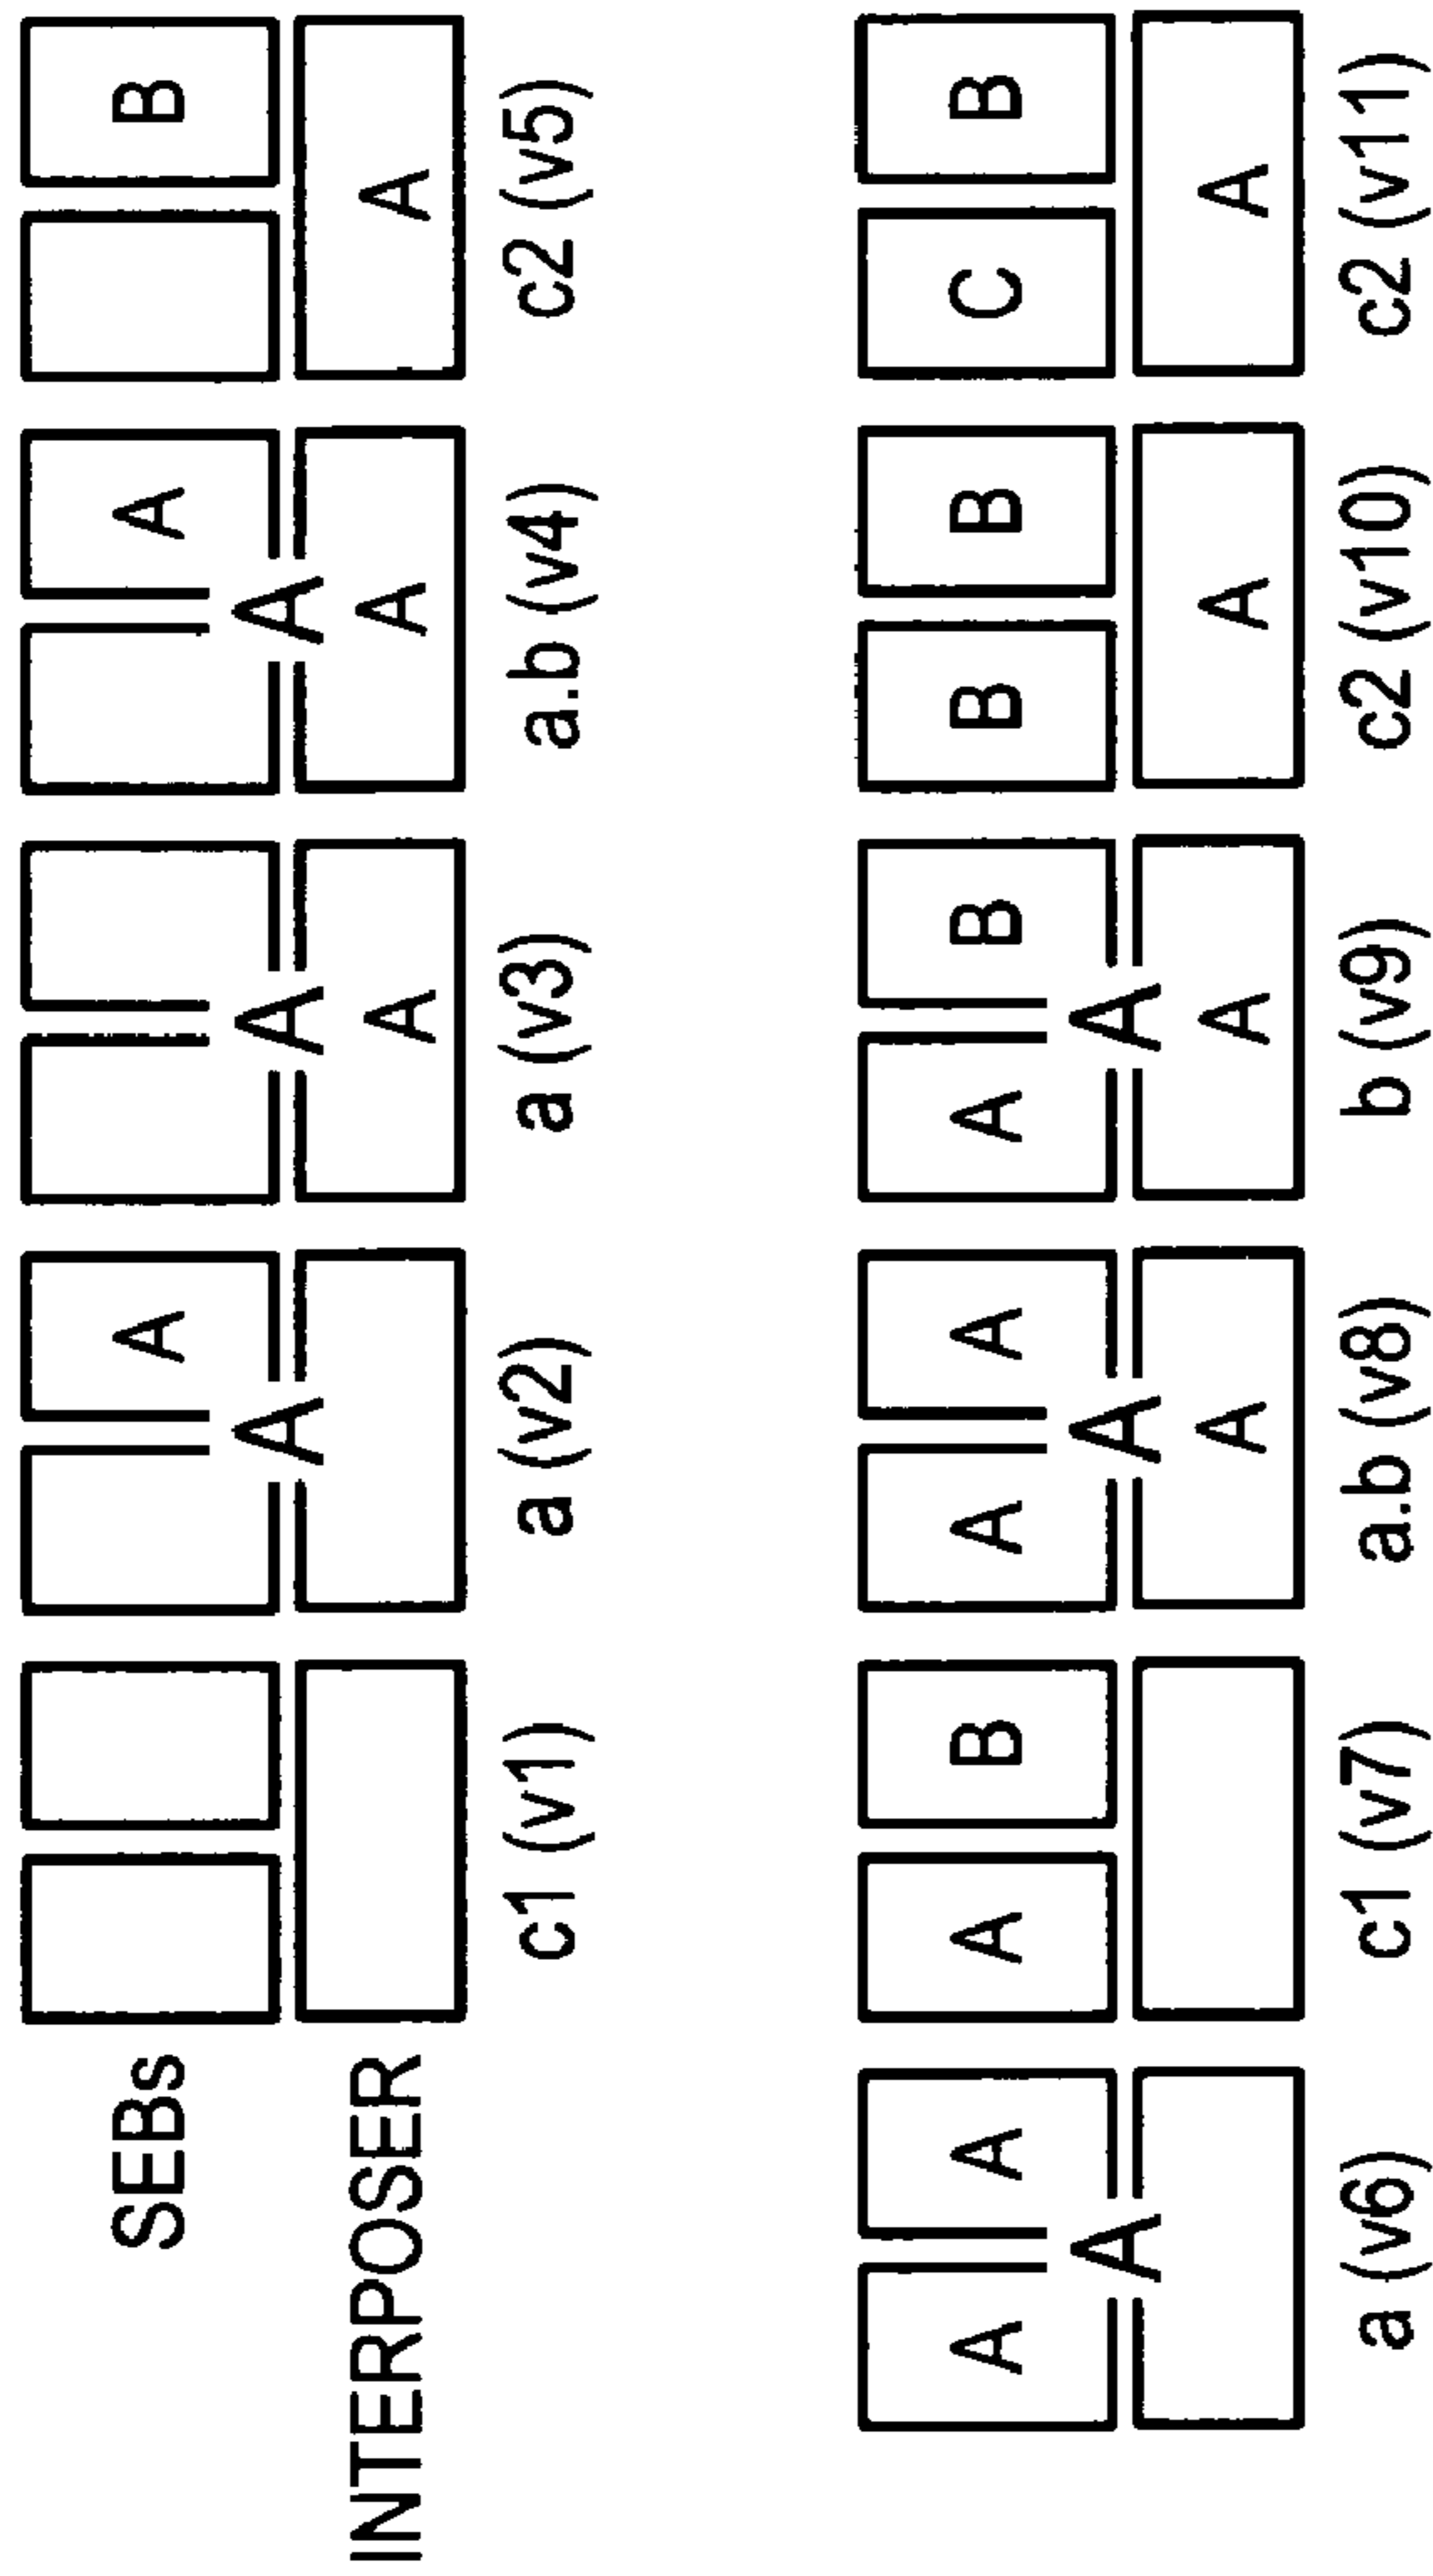 SEBs A A B
A A A
INTERPOSER A A A
c1 (v1) a (v2) a (v3) a.b (v4) c2 (v5)
A A A B A A A B B B C B
A A A
A A A A
a (v6) c1 (v7) a.b (v8) b (v9) c2 (v10) c2 (v11)